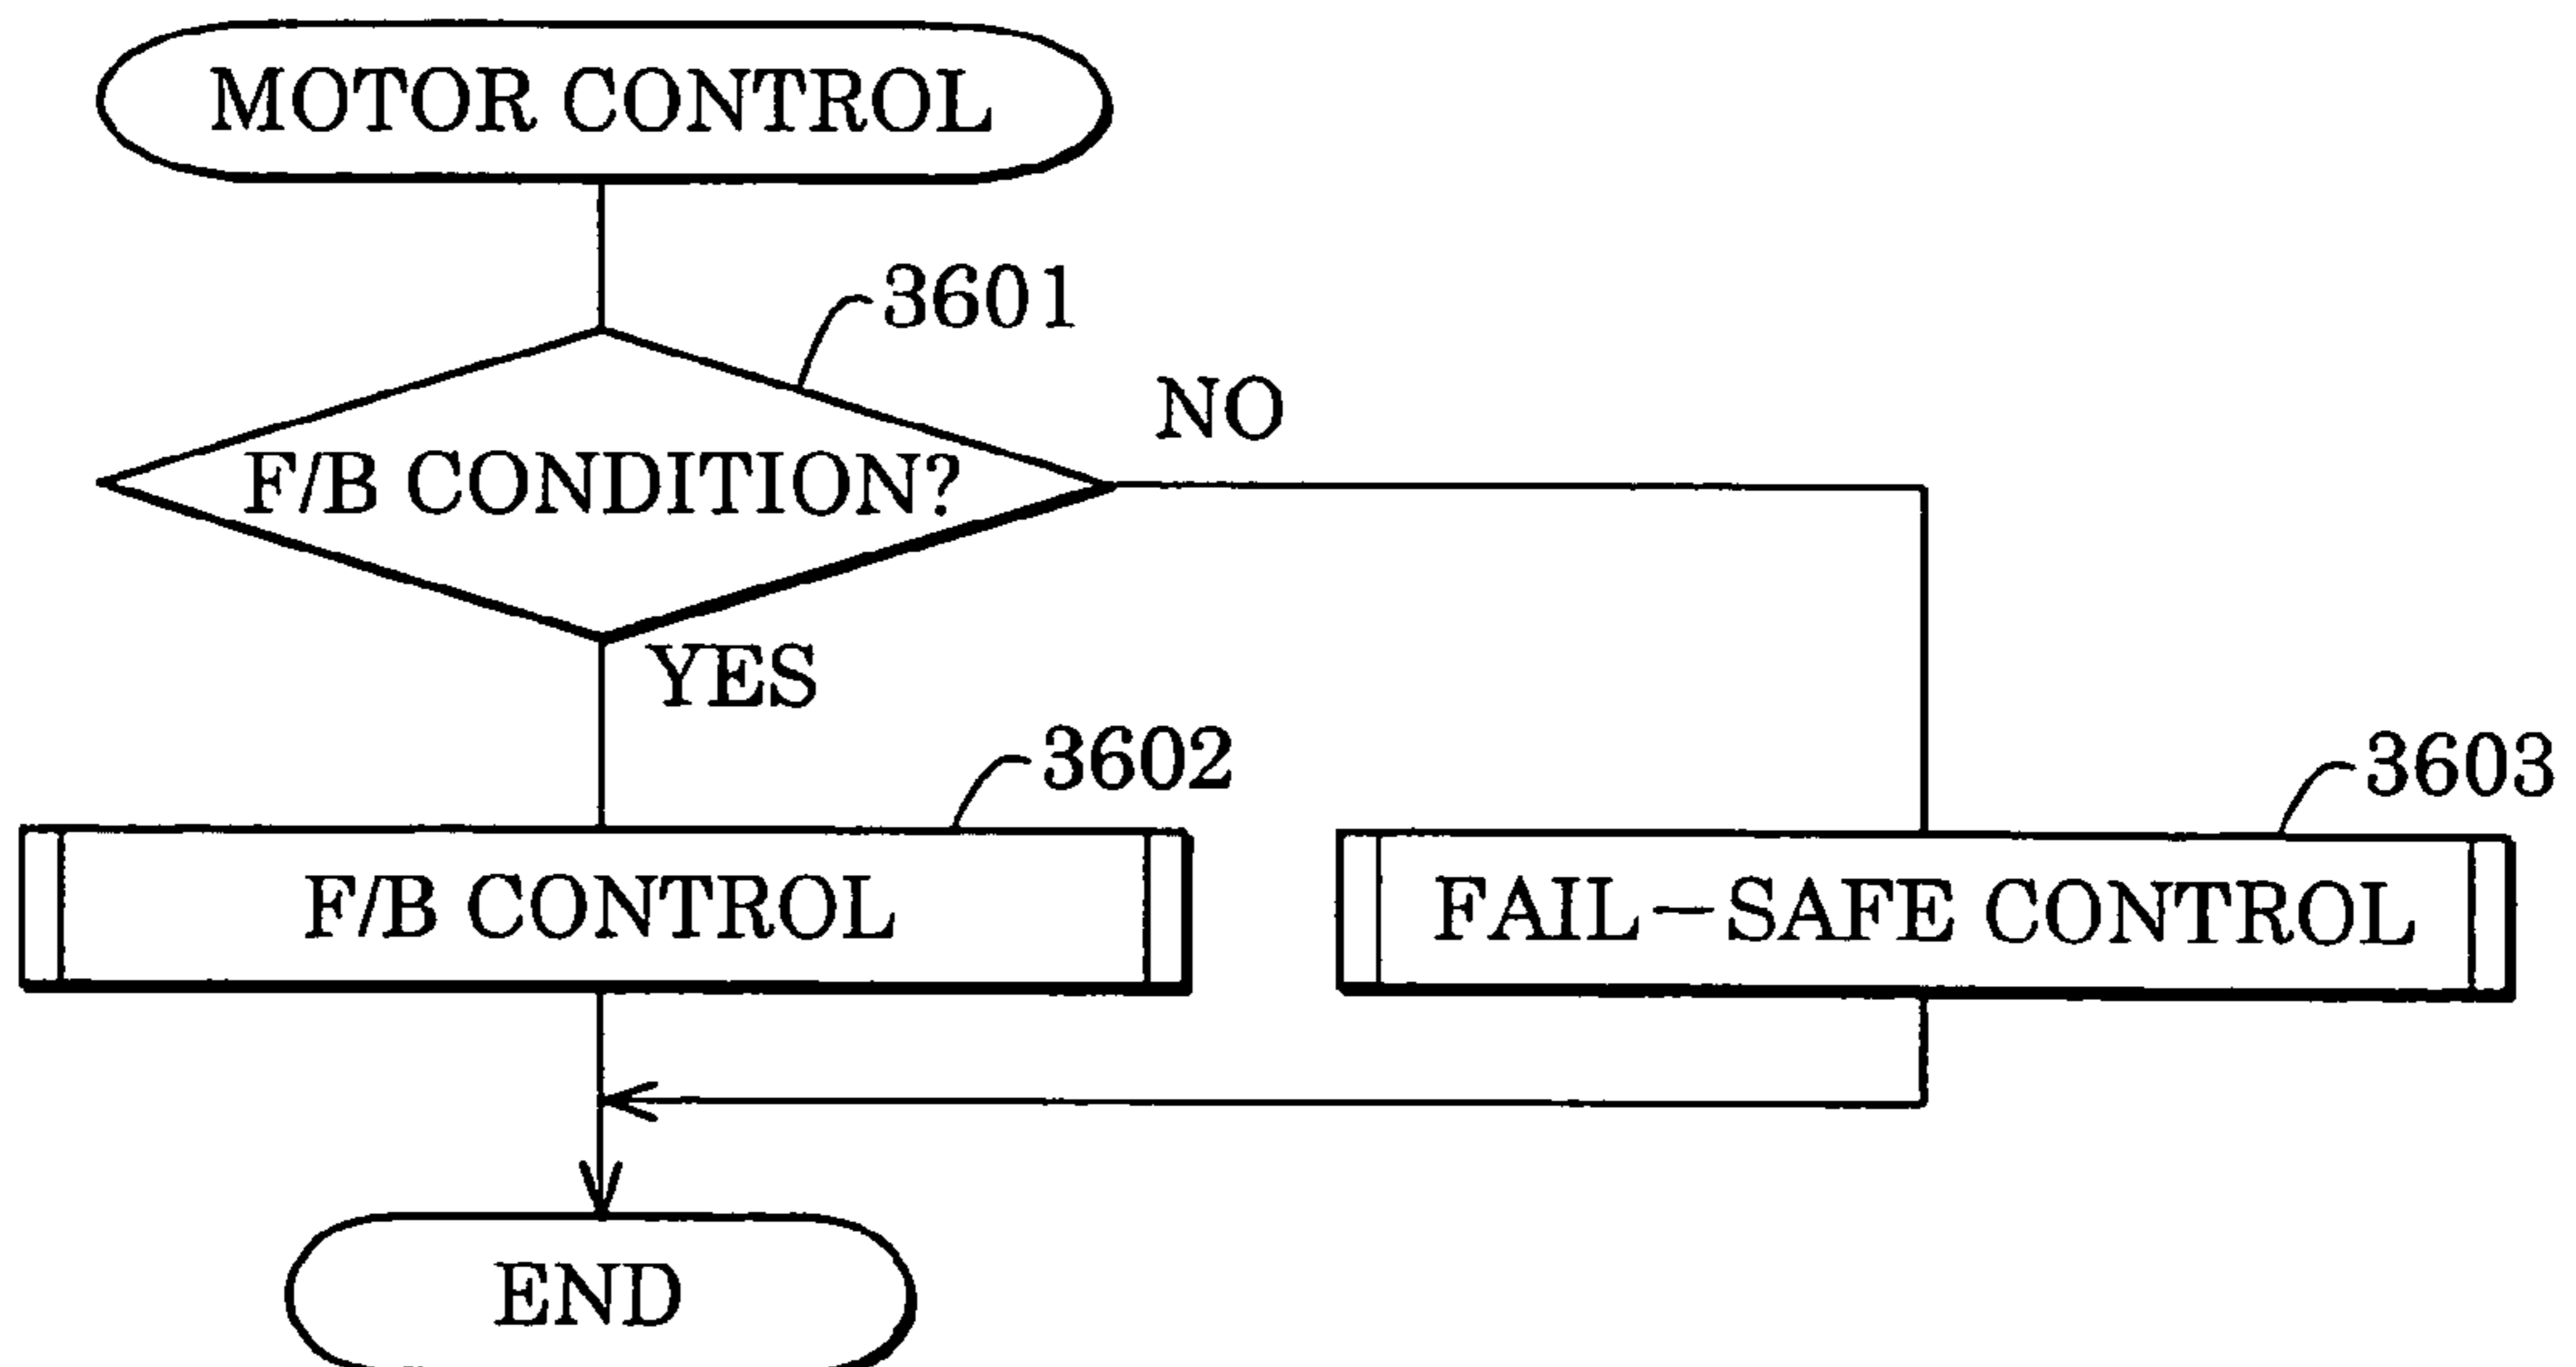 MOTOR CONTROL
3601
NO
F/B CONDITION?
YES
3602
3603
F/B CONTROL
FAIL-SAFE CONTROL
END